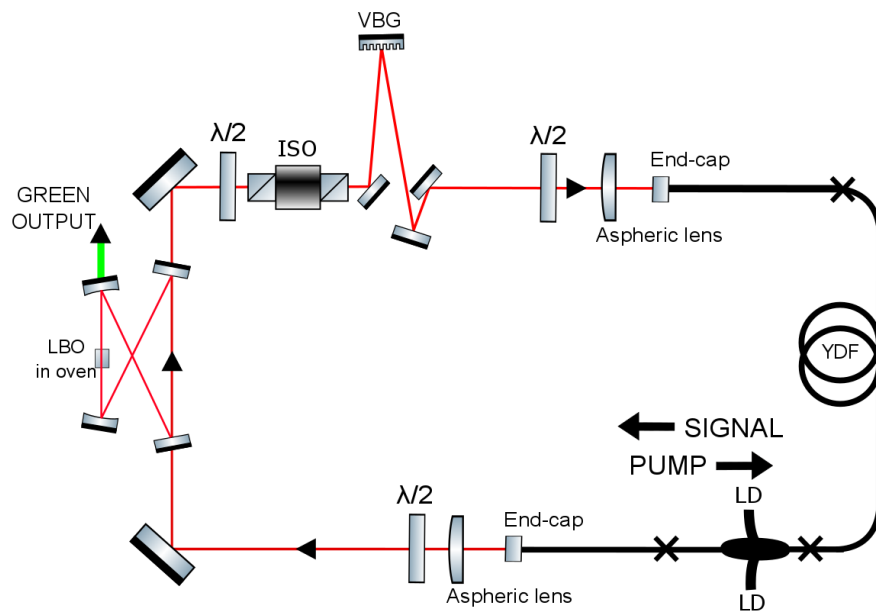 VBG
λ/2
ISO
λ/2
End-cap
GREEN
OUTPUT
Aspheric lens
LBO
in oven
YDF
SIGNAL
PUMP
λ/2
LD
End-cap
Aspheric lens
LD